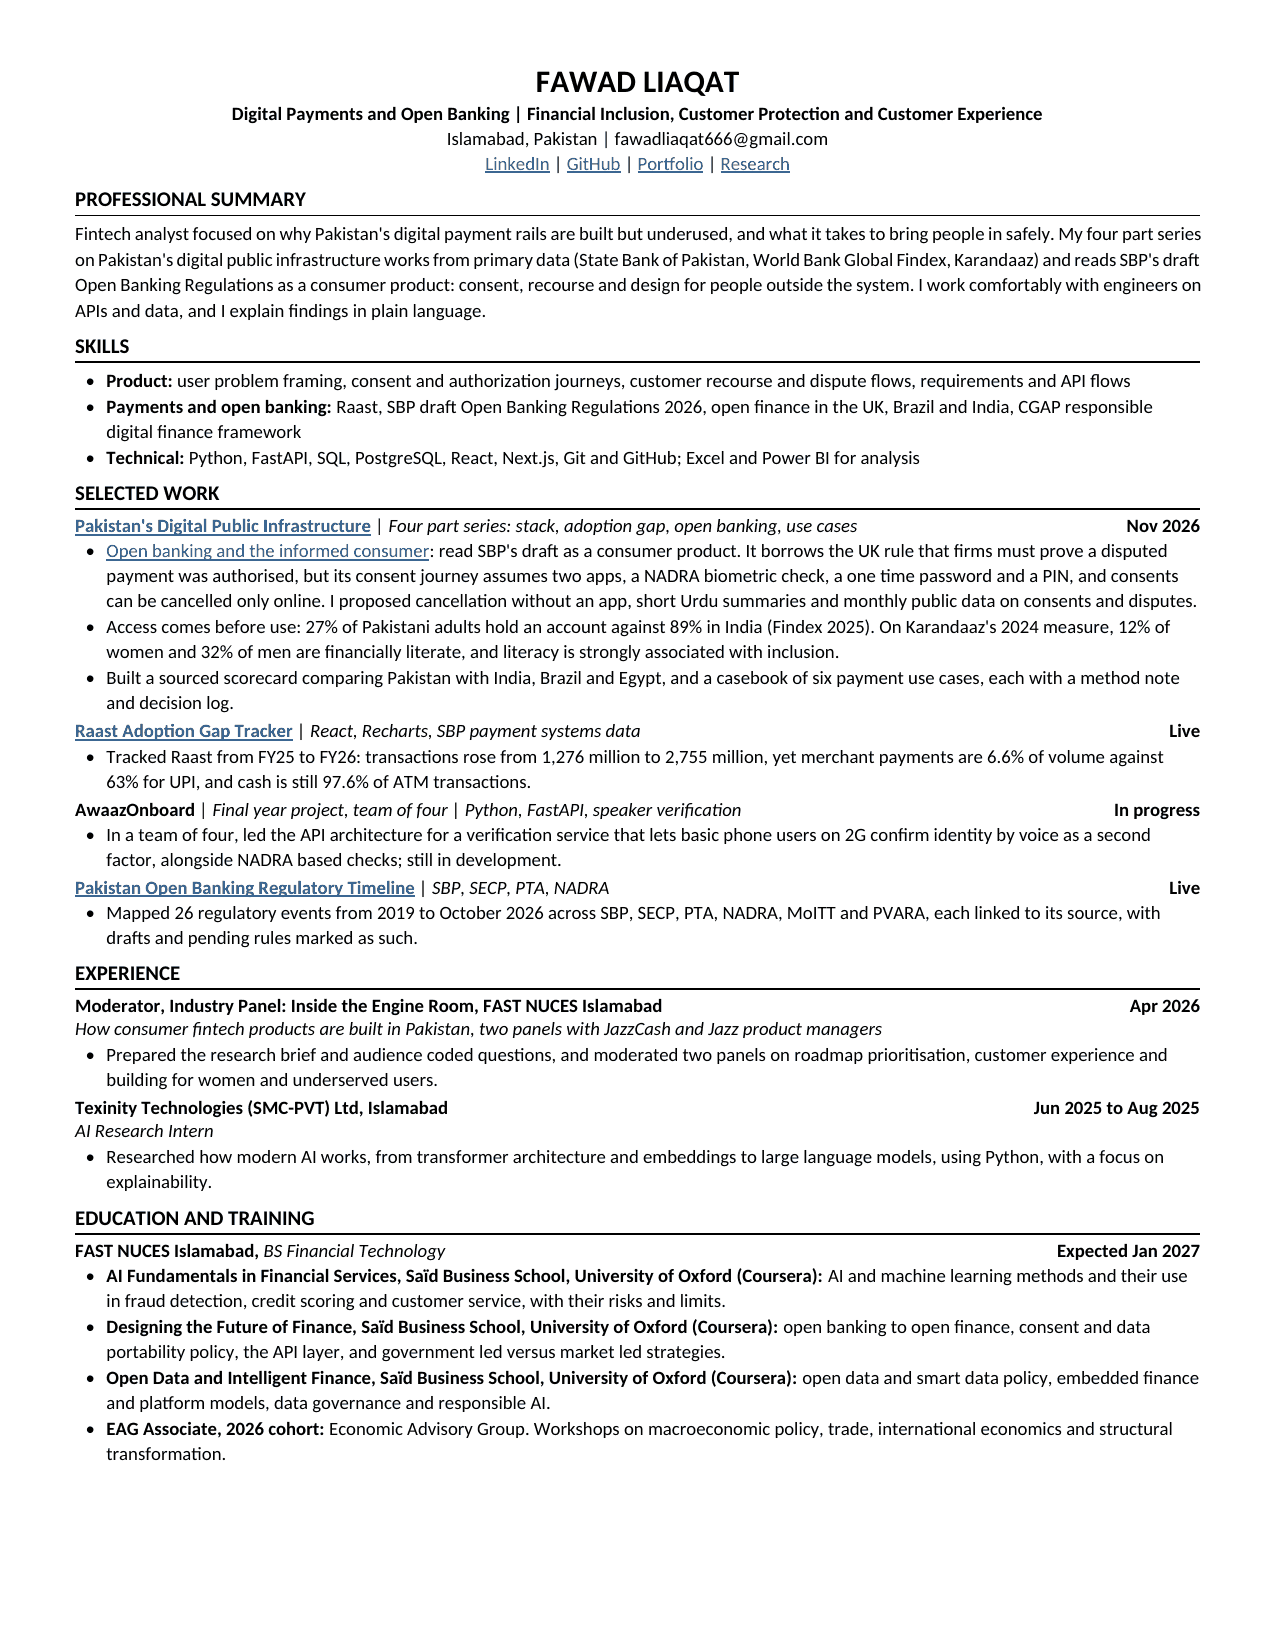 FAWAD LIAQAT
Digital Payments and Open Banking | Financial Inclusion, Customer Protection and Customer Experience
Islamabad, Pakistan | fawadliaqat666@gmail.com
LinkedIn | GitHub | Portfolio | Research
PROFESSIONAL SUMMARY
Fintech analyst focused on why Pakistan's digital payment rails are built but underused, and what it takes to bring people in safely. My four part series
on Pakistan's digital public infrastructure works from primary data (State Bank of Pakistan, World Bank Global Findex, Karandaaz) and reads SBP's draft
Open Banking Regulations as a consumer product: consent, recourse and design for people outside the system. I work comfortably with engineers on
APIs and data, and I explain findings in plain language.
SKILLS
• Product: user problem framing, consent and authorization journeys, customer recourse and dispute flows, requirements and API flows
• Payments and open banking: Raast, SBP draft Open Banking Regulations 2026, open finance in the UK, Brazil and India, CGAP responsible
digital finance framework
• Technical: Python, FastAPI, SQL, PostgreSQL, React, Next.js, Git and GitHub; Excel and Power BI for analysis
SELECTED WORK
Pakistan's Digital Public Infrastructure | Four part series: stack, adoption gap, open banking, use cases Nov 2026
• Open banking and the informed consumer: read SBP's draft as a consumer product. It borrows the UK rule that firms must prove a disputed
payment was authorised, but its consent journey assumes two apps, a NADRA biometric check, a one time password and a PIN, and consents
can be cancelled only online. I proposed cancellation without an app, short Urdu summaries and monthly public data on consents and disputes.
• Access comes before use: 27% of Pakistani adults hold an account against 89% in India (Findex 2025). On Karandaaz's 2024 measure, 12% of
women and 32% of men are financially literate, and literacy is strongly associated with inclusion.
• Built a sourced scorecard comparing Pakistan with India, Brazil and Egypt, and a casebook of six payment use cases, each with a method note
and decision log.
Raast Adoption Gap Tracker | React, Recharts, SBP payment systems data Live
• Tracked Raast from FY25 to FY26: transactions rose from 1,276 million to 2,755 million, yet merchant payments are 6.6% of volume against
63% for UPI, and cash is still 97.6% of ATM transactions.
AwaazOnboard | Final year project, team of four | Python, FastAPI, speaker verification In progress
• In a team of four, led the API architecture for a verification service that lets basic phone users on 2G confirm identity by voice as a second
factor, alongside NADRA based checks; still in development.
Pakistan Open Banking Regulatory Timeline | SBP, SECP, PTA, NADRA Live
• Mapped 26 regulatory events from 2019 to October 2026 across SBP, SECP, PTA, NADRA, MoITT and PVARA, each linked to its source, with
drafts and pending rules marked as such.
EXPERIENCE
Moderator, Industry Panel: Inside the Engine Room, FAST NUCES Islamabad Apr 2026
How consumer fintech products are built in Pakistan, two panels with JazzCash and Jazz product managers
• Prepared the research brief and audience coded questions, and moderated two panels on roadmap prioritisation, customer experience and
building for women and underserved users.
Texinity Technologies (SMC-PVT) Ltd, Islamabad Jun 2025 to Aug 2025
AI Research Intern
• Researched how modern AI works, from transformer architecture and embeddings to large language models, using Python, with a focus on
explainability.
EDUCATION AND TRAINING
FAST NUCES Islamabad, BS Financial Technology Expected Jan 2027
• AI Fundamentals in Financial Services, Saïd Business School, University of Oxford (Coursera): AI and machine learning methods and their use
in fraud detection, credit scoring and customer service, with their risks and limits.
• Designing the Future of Finance, Saïd Business School, University of Oxford (Coursera): open banking to open finance, consent and data
portability policy, the API layer, and government led versus market led strategies.
• Open Data and Intelligent Finance, Saïd Business School, University of Oxford (Coursera): open data and smart data policy, embedded finance
and platform models, data governance and responsible AI.
• EAG Associate, 2026 cohort: Economic Advisory Group. Workshops on macroeconomic policy, trade, international economics and structural
transformation.